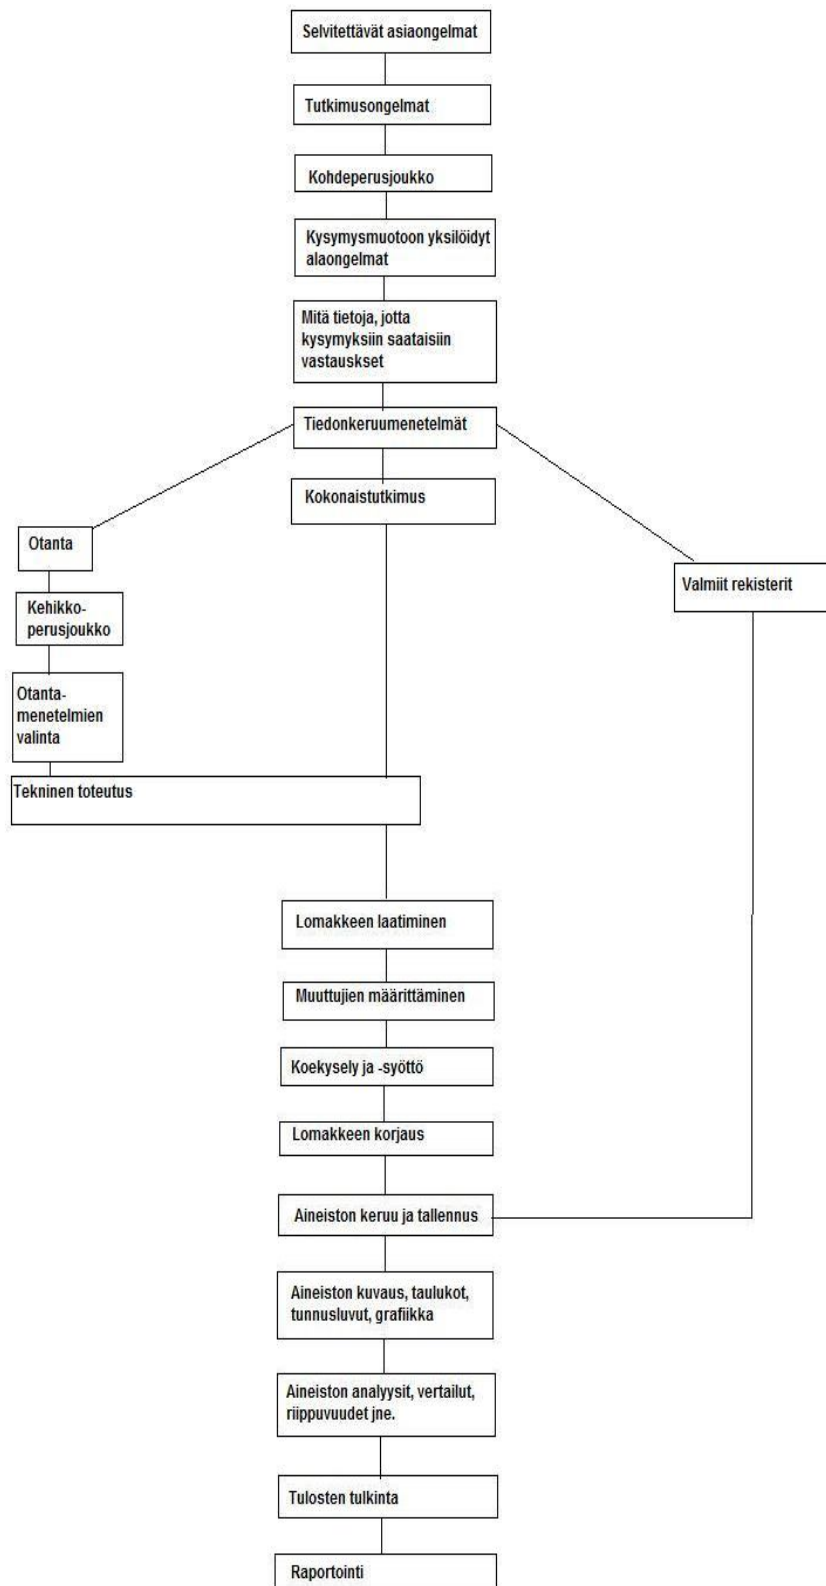 Selvitettävät asiaongelmat
Tutkimusongelmat
Kohdeperusjoukko
Kysymysmuotoon yksilöidyt
alaongelmat
Mitä tietoja, jotta
kysymyksiin saataisiin
vastauskset
Tiedonkeruumenetelmät
Kokonaistutkimus
Otanta
Valmiit rekisterit
Kehikko-
perusjoukko
Otanta-
menetelmien
valinta
Tekninen toteutus
Lomakkeen laatiminen
Muuttujien määrittäminen
Koekysely ja -syöttö
Lomakkeen korjaus
Aineiston keruu ja tallennus
Aineiston kuvaus, taulukot,
tunnusluvut, grafiikka
Aineiston analyysit, vertailut,
riippuvuudet jne.
Tulosten tulkinta
Raportointi